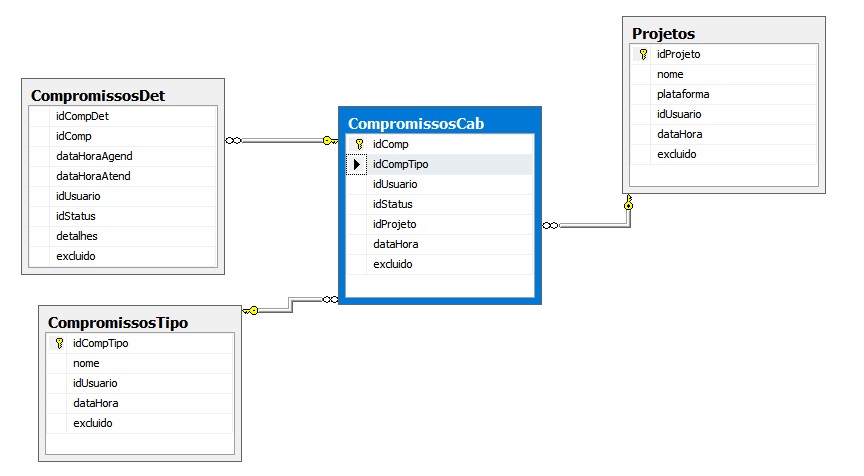 Projetos
idProjeto
nome
plataforma
idUsuario
dataHora
excluido
CompromissosDet
idCompDet
idComp
dataHoraAgend
dataHoraAtend
idUsuario
idStatus
detalhes
excluido
CompromissosCab
idComp
idCompTipo
idUsuario
idStatus
idProjeto
dataHora
excluido
CompromissosTipo
idCompTipo
nome
idUsuario
dataHora
excluido